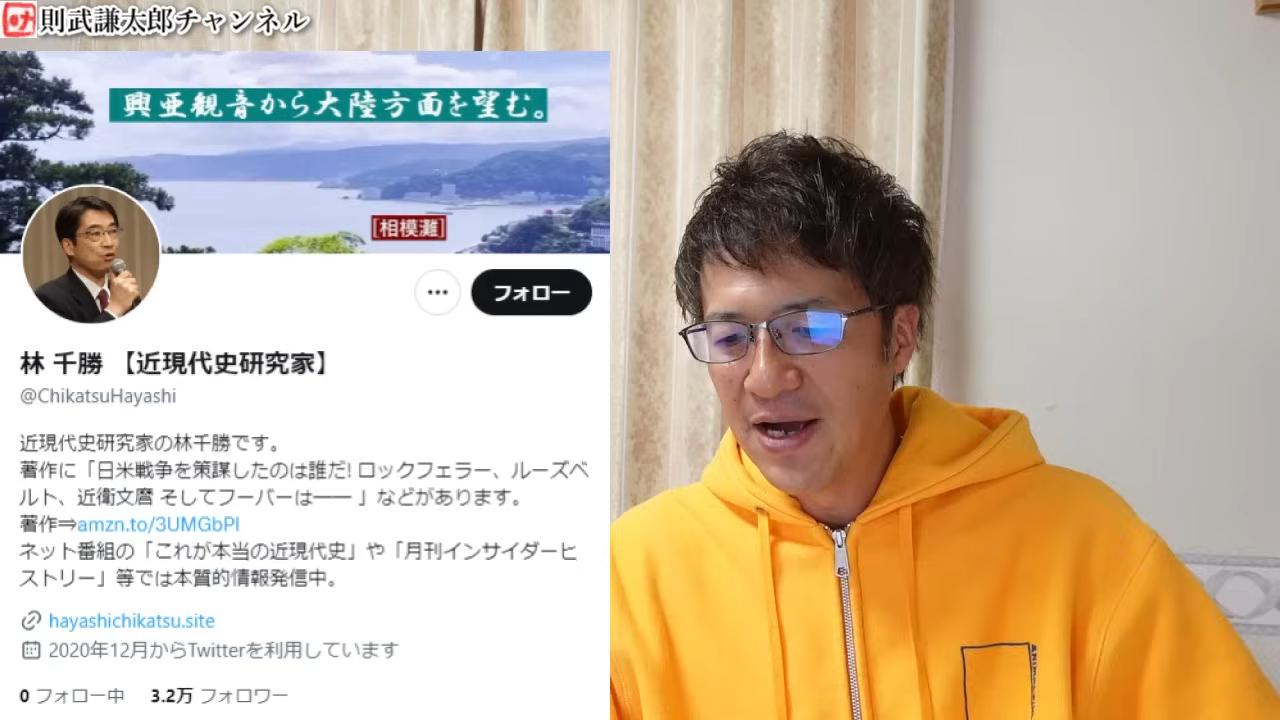 則武謙太郎チャンネル
興亜観音から大陸方面を望む。
[相模灘]
フォロー
林 千勝 【近現代史研究家】
@ChikatsuHayashi
近現代史研究家の林千勝です。
著作に「日米戦争を策謀したのは誰だ! ロックフェラー、ルーズベ
ルト、近衛文麿 そしてフーバーは—— 」などがあります。
著作⇒amzn.to/3UMGbPl
ネット番組の「これが本当の近現代史」や「月刊インサイダーヒ
ストリー」等では本質的情報発信中。
hayashichikatsu.site
2020年12月からTwitterを利用しています
0 フォロー中 3.2万 フォロワー